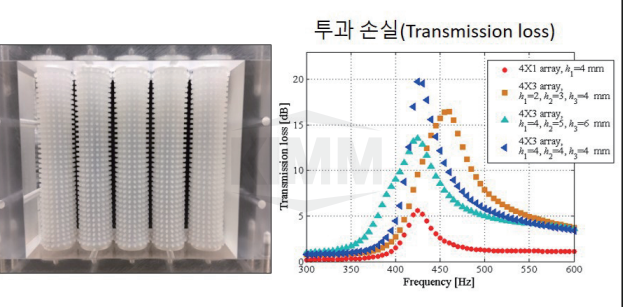 투과 손실(Transmission loss)
4X1 array, h₁=4 mm
4X3 array,
h₁=2, h₂=3, h₃=4 mm
4X3 array,
h₁=4, h₂=5, h₃=6 mm
4X3 array,
h₁=4, h₂=4, h₃=4 mm
Transmission loss [dB]
20
15
10
5
0
300 350 400 450 500 550 600
Frequency [Hz]